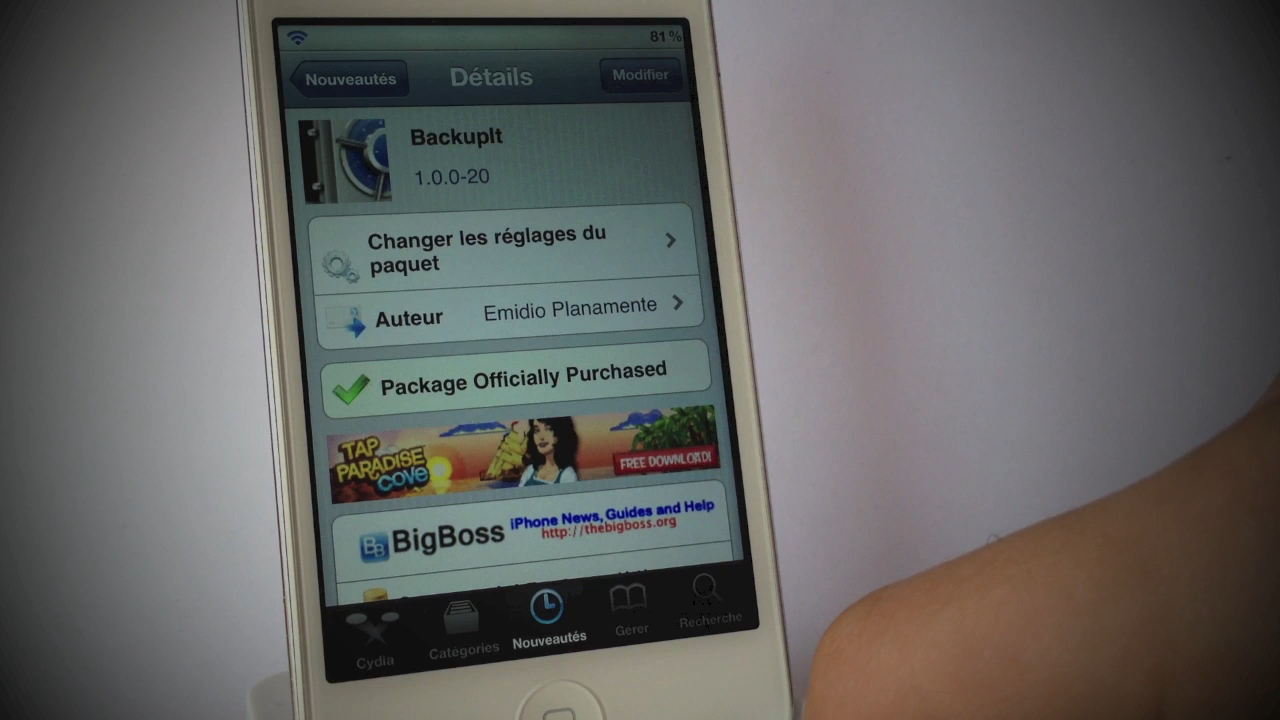 81%
Nouveautés
Détails
Modifier
BackupIt
1.0.0-20
Changer les réglages du
paquet
Auteur
Emidio Planamente
Package Officially Purchased
TAP
PARADISE
COVE
FREE DOWNLOAD!
BB
BigBoss
iPhone News, Guides and Help
http://thebigboss.org
Cydia
Catégories
Nouveautés
Gérer
Recherche